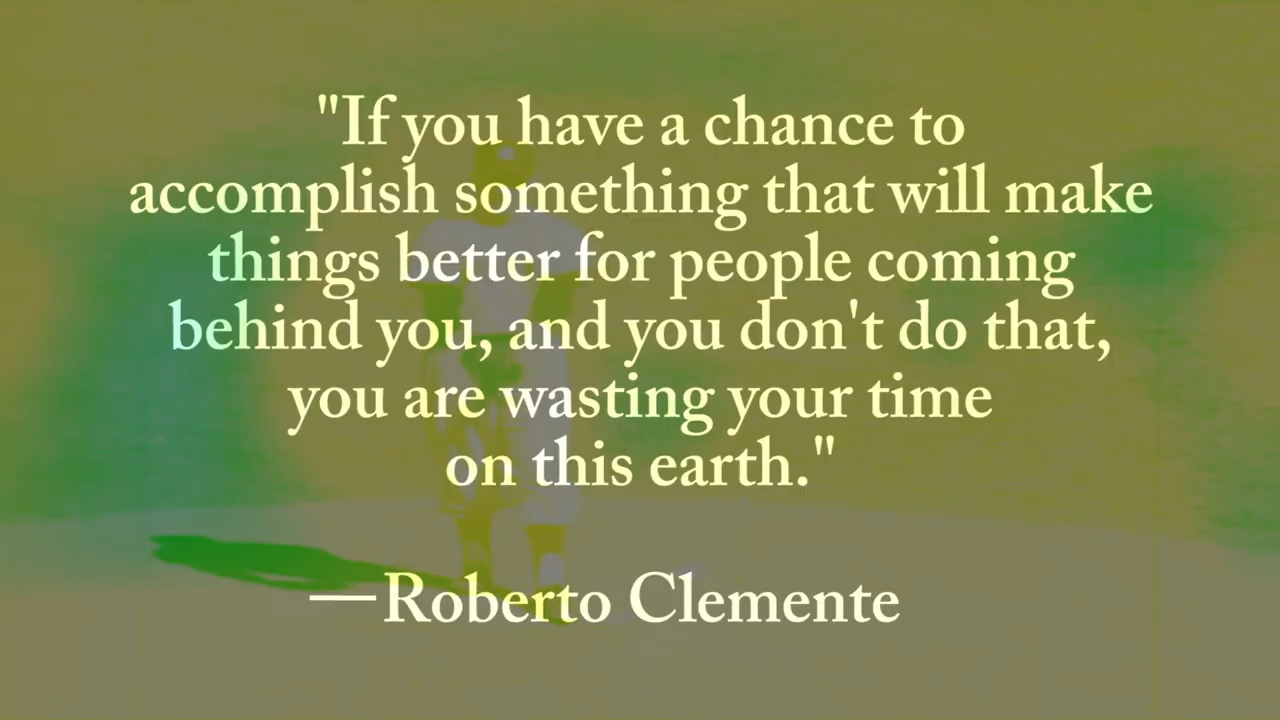 "If you have a chance to
accomplish something that will make
things better for people coming
behind you, and you don't do that,
you are wasting your time
on this earth."
—Roberto Clemente